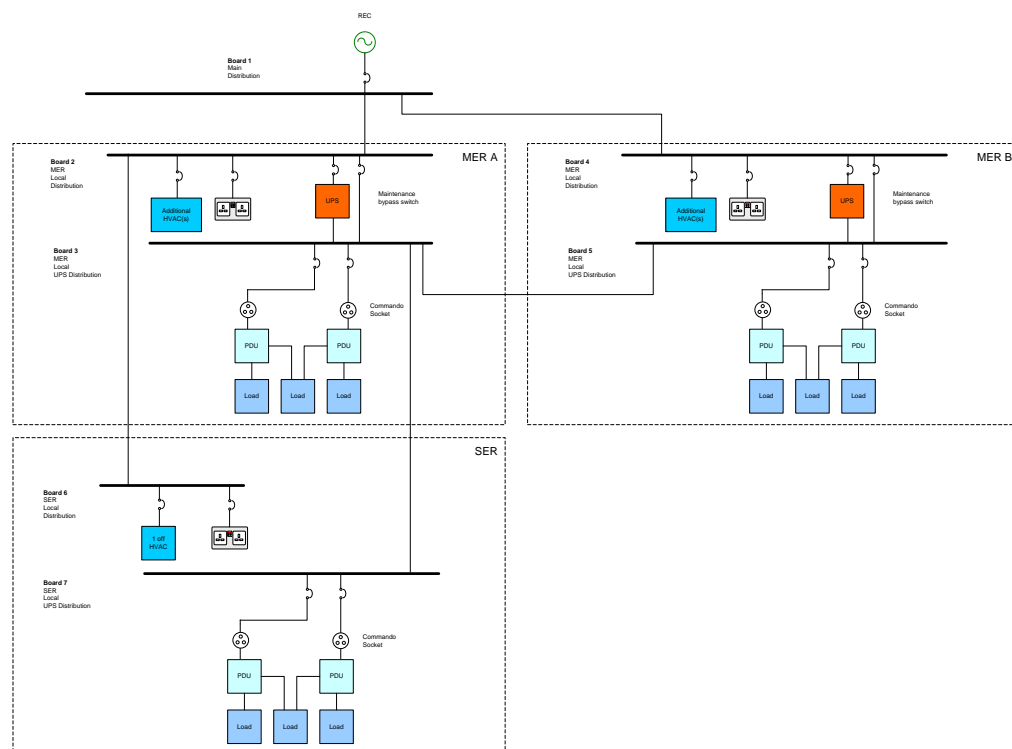 REC
Board 1
Main
Distribution
MER A
Board 2
MER
Local
Distribution
Additional
HVAC(s)
UPS
Maintenance
bypass switch
Board 3
MER
Local
UPS Distribution
Commando
Socket
PDU
PDU
Load
Load
Load
MER B
Board 4
MER
Local
Distribution
Additional
HVAC(s)
UPS
Maintenance
bypass switch
Board 5
MER
Local
UPS Distribution
Commando
Socket
PDU
PDU
Load
Load
Load
SER
Board 6
SER
Local
Distribution
1 off
HVAC
Board 7
SER
Local
UPS Distribution
Commando
Socket
PDU
PDU
Load
Load
Load